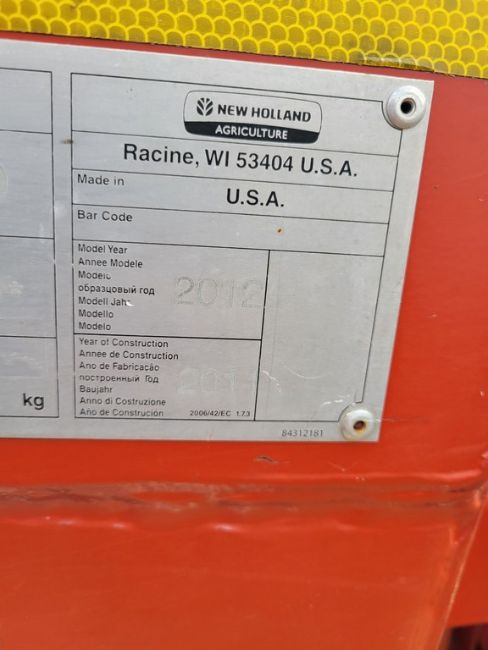 NEW HOLLAND
AGRICULTURE
Racine, WI 53404 U.S.A.
Made in
U.S.A.
Bar Code
Model Year
Annee Modele
Modelo
образцовый год
Modell Jahr
Modello
Modelo
2012
Year of Construction
Annee de Construction
Ano de Fabricacão
построенный Год
Baujahr
Anno di Costruzione
Año de Construción
2006/42/EC 1.7.3
kg
84312181